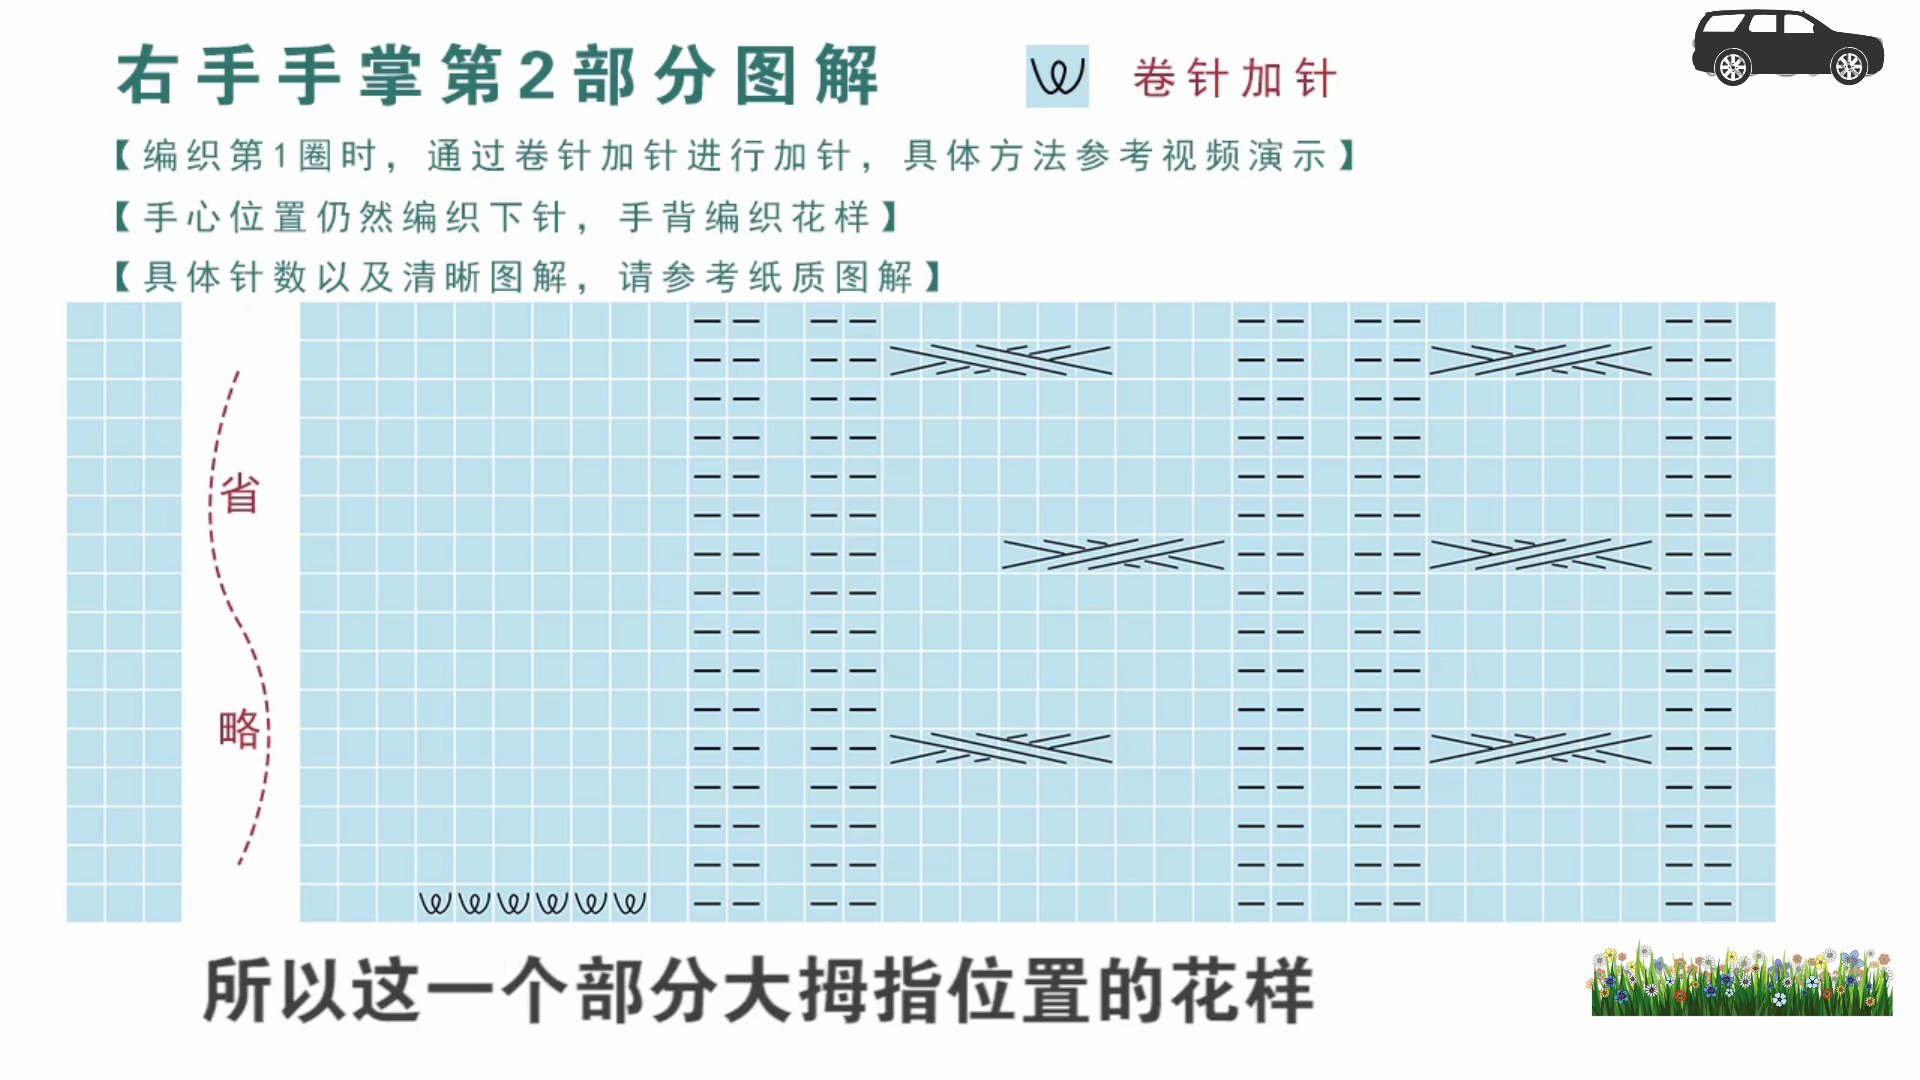 右手手掌第2部分图解
卷针加针
【编织第1圈时，通过卷针加针进行加针，具体方法参考视频演示】
【手心位置仍然编织下针，手背编织花样】
【具体针数以及清晰图解，请参考纸质图解】
省
略
所以这一个部分大拇指位置的花样